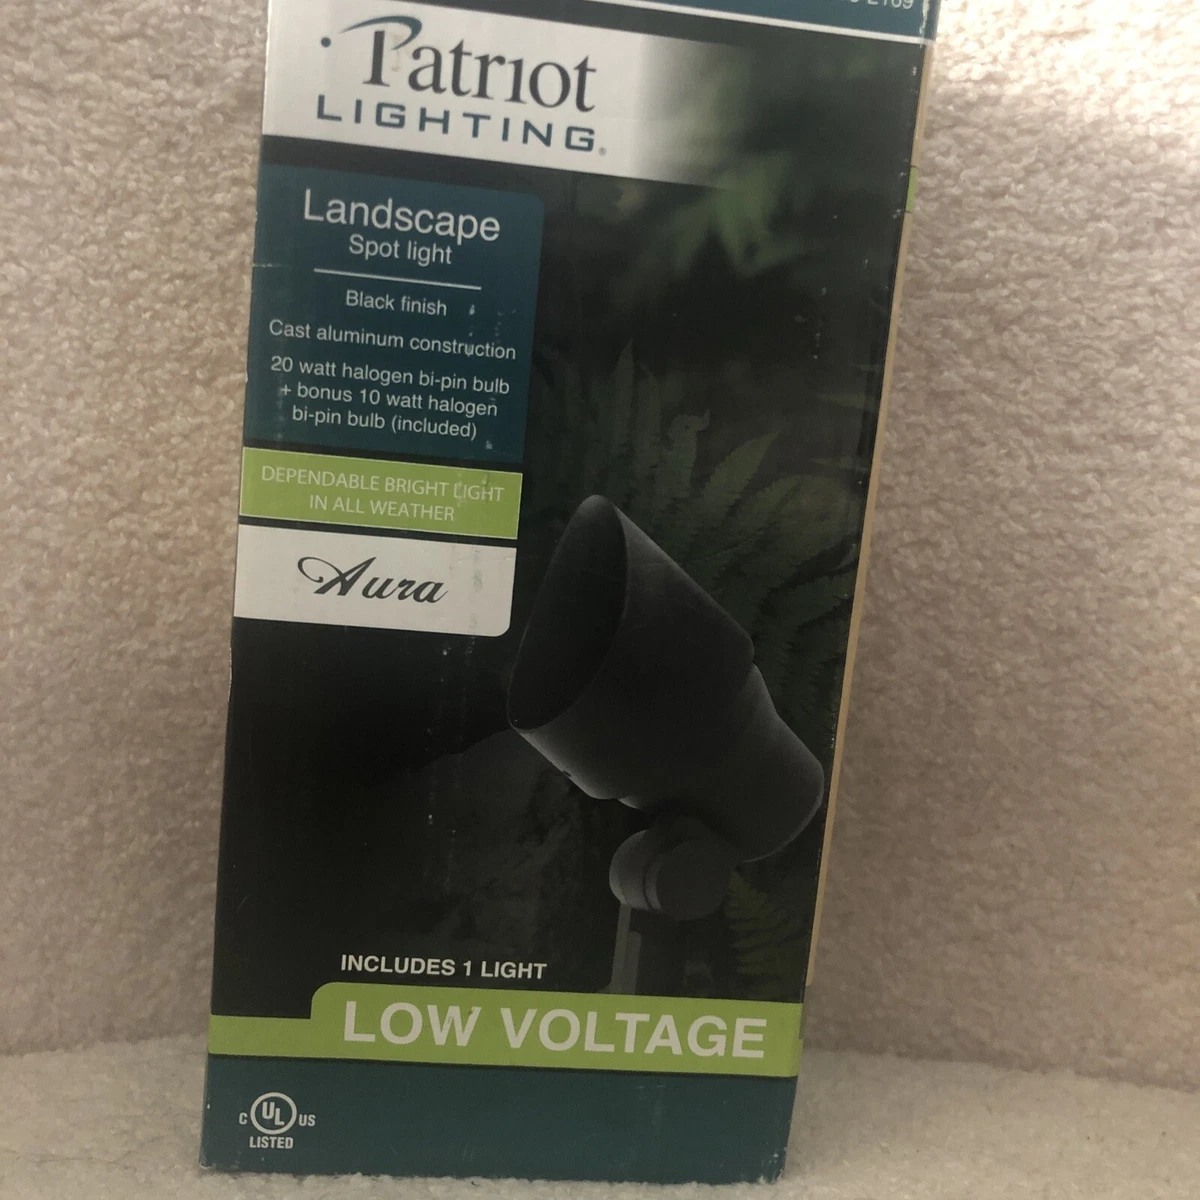 Patriot
LIGHTING®
Landscape
Spot light
Black finish
Cast aluminum construction
20 watt halogen bi-pin bulb
+ bonus 10 watt halogen
bi-pin bulb (included)
DEPENDABLE BRIGHT LIGHT
IN ALL WEATHER
Aura
INCLUDES 1 LIGHT
LOW VOLTAGE
C UL US
LISTED